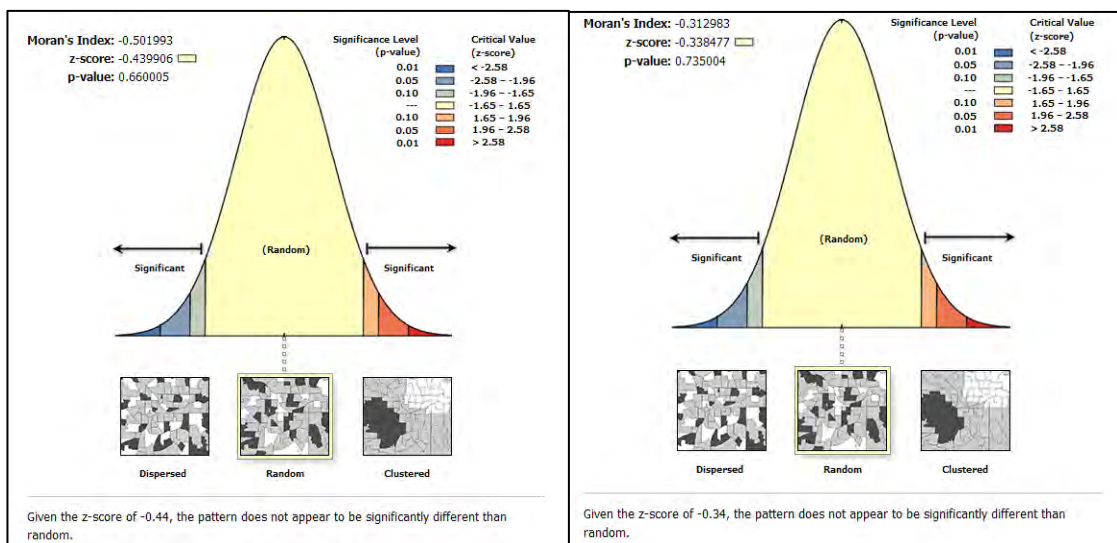 Moran's Index: -0.501993
z-score: -0.439906
p-value: 0.660005
Significance Level
(p-value)
Critical Value
(z-score)
0.01 < -2.58
0.05 -2.58 – -1.96
0.10 -1.96 – -1.65
--- -1.65 – 1.65
0.10 1.65 – 1.96
0.05 1.96 – 2.58
0.01 > 2.58
(Random)
Significant
Significant
Dispersed
Random
Clustered
Given the z-score of -0.44, the pattern does not appear to be significantly different than
random.
Moran's Index: -0.312983
z-score: -0.338477
p-value: 0.735004
Significance Level
(p-value)
Critical Value
(z-score)
0.01 < -2.58
0.05 -2.58 – -1.96
0.10 -1.96 – -1.65
--- -1.65 – 1.65
0.10 1.65 – 1.96
0.05 1.96 – 2.58
0.01 > 2.58
(Random)
Significant
Significant
Dispersed
Random
Clustered
Given the z-score of -0.34, the pattern does not appear to be significantly different than
random.